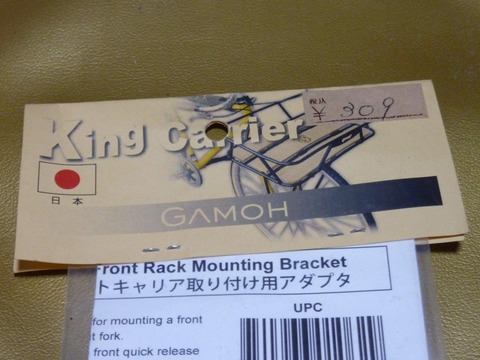 税込
¥ 309
King Carrier
日本
GAMOH
Front Rack Mounting Bracket
トキャリア取り付け用アダプタ
UPC
for mounting a front
t fork.
front quick release